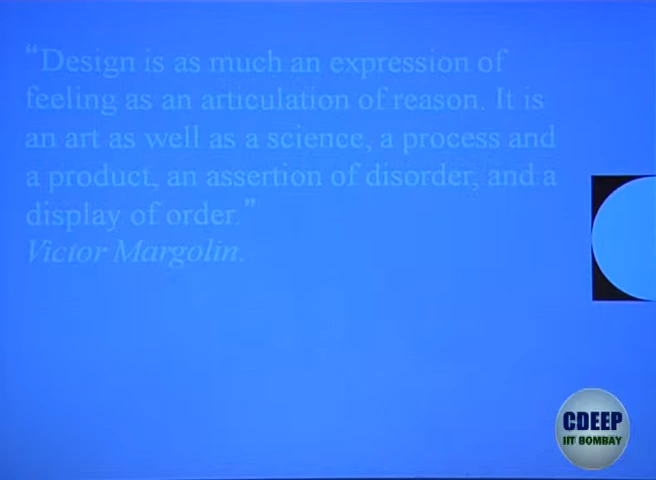 “Design is as much an expression of
feeling as an articulation of reason. It is
an art as well as a science, a process and
a product, an assertion of disorder, and a
display of order.”
Victor Margolin.
CDEEP
IIT BOMBAY